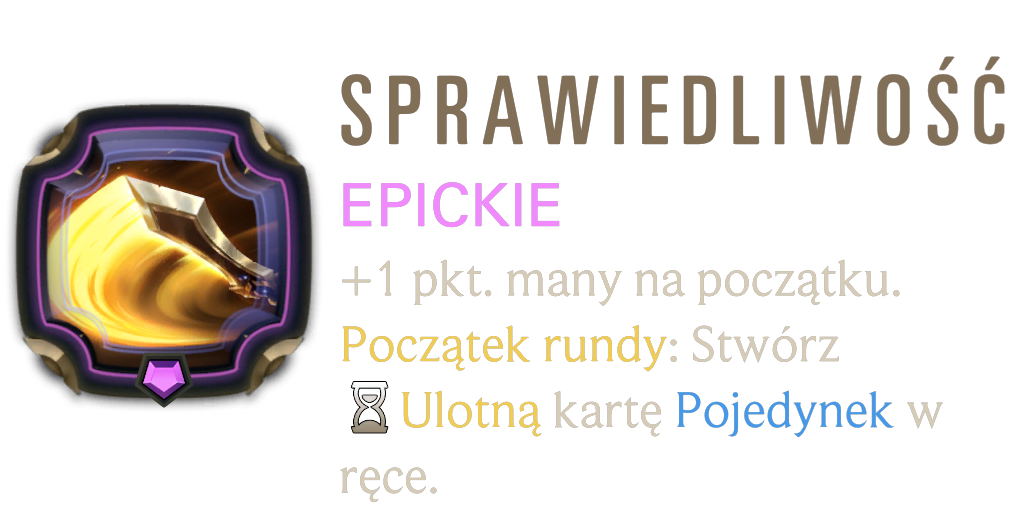 SPRAWIEDLIWOŚĆ
EPICKIE
+1 pkt. many na początku.
Początek rundy: Stwórz
Ulotną kartę Pojedynek w
ręce.